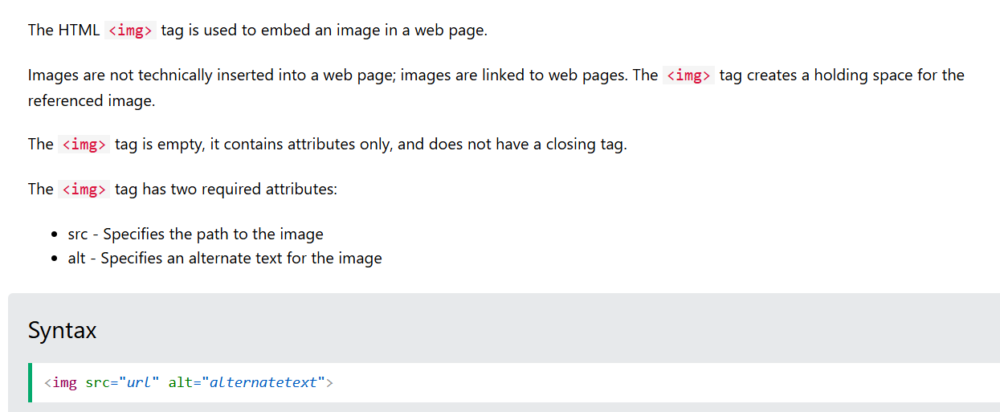 The HTML <img> tag is used to embed an image in a web page.
Images are not technically inserted into a web page; images are linked to web pages. The <img> tag creates a holding space for the
referenced image.
The <img> tag is empty, it contains attributes only, and does not have a closing tag.
The <img> tag has two required attributes:
• src - Specifies the path to the image
• alt - Specifies an alternate text for the image
Syntax
<img src="url" alt="alternatetext">